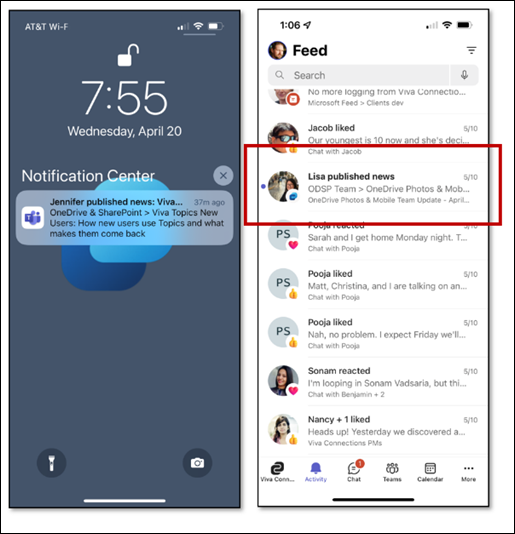 AT&T Wi-Fi
7:55
Wednesday, April 20
Notification Center
Jennifer published news: Viva... 37m ago
OneDrive & SharePoint > Viva Topics New
Users: How new users use Topics and what
makes them come back
1:06
Feed
Search
No more logging from Viva Connectio...
Microsoft Feed > Clients dev
Jacob liked 5/10
Our youngest is 10 now and she's deci...
Chat with Jacob
Lisa published news 5/10
ODSP Team > OneDrive Photos & Mob...
OneDrive Photos & Mobile Team Update - April...
PS
Pooja reacted 5/10
Sarah and I get home Monday night. T...
Chat with Pooja
PS
Pooja liked 5/10
Matt, Christina, and I are talking on an...
Chat with Pooja
PS
Pooja liked 5/10
Nah, no problem. I expect Friday we'll...
Chat with Pooja
Sonam reacted 5/10
I'm looping in Sonam Vadsaria, but thi...
Chat with Benjamin + 2
Nancy + 1 liked 5/10
Heads up! Yesterday we discovered a...
Viva Connections PMs
1
Viva Conn... Activity Chat Teams Calendar More